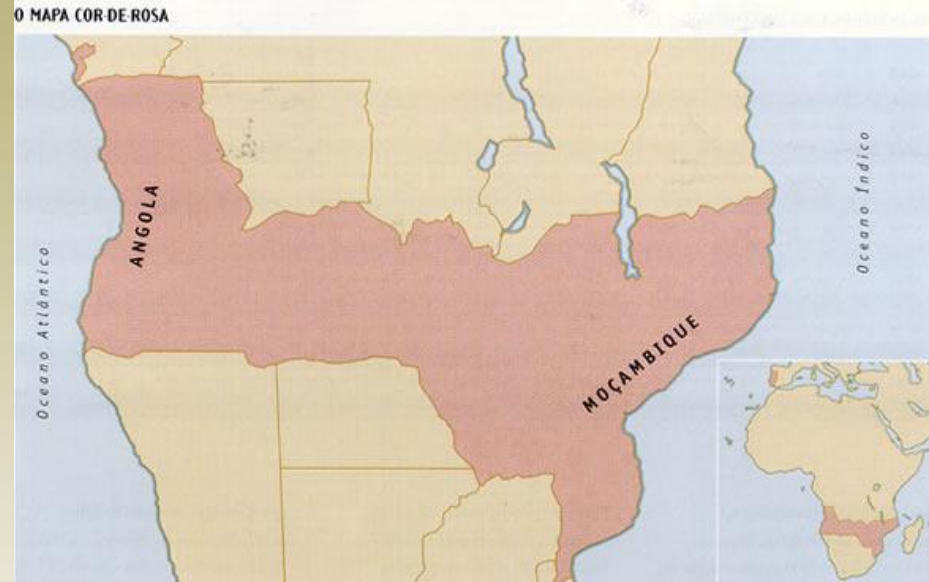 O MAPA COR-DE-ROSA
ANGOLA
MOÇAMBIQUE
Oceano Atlântico
Oceano Índico